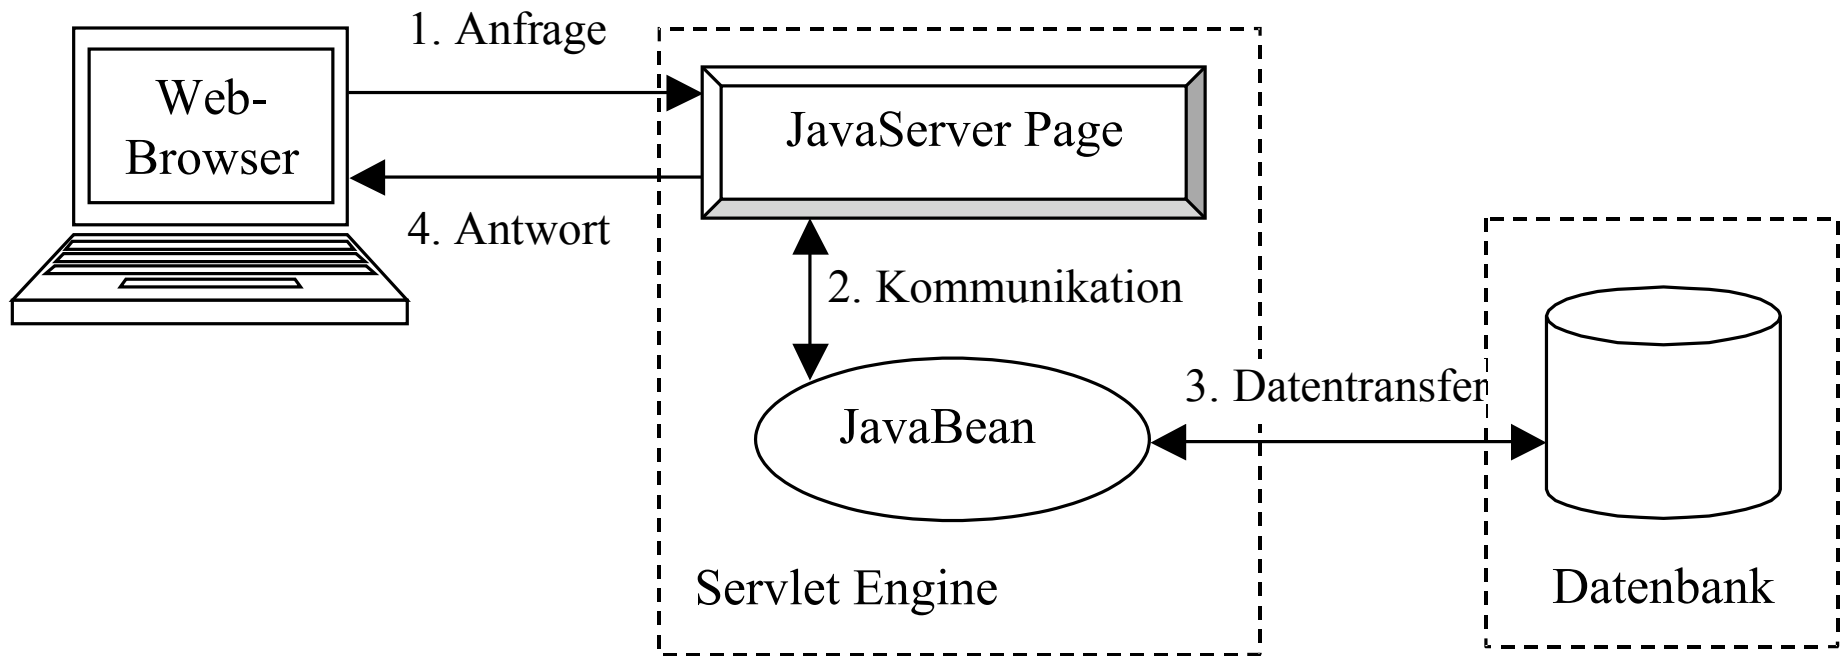 1. Anfrage
Web-
Browser
JavaServer Page
4. Antwort
2. Kommunikation
3. Datentransfer
JavaBean
Servlet Engine
Datenbank